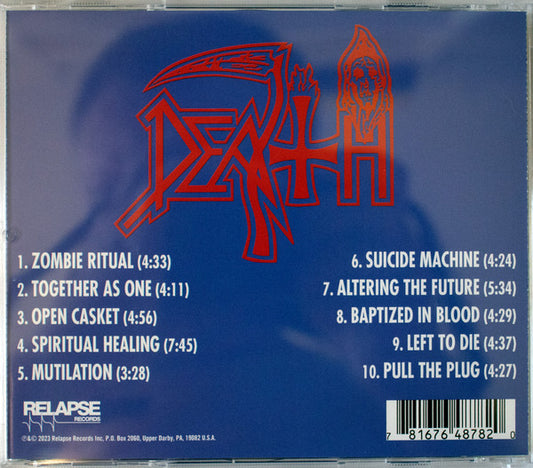 DEATH
1. ZOMBIE RITUAL (4:33)
2. TOGETHER AS ONE (4:11)
3. OPEN CASKET (4:56)
4. SPIRITUAL HEALING (7:45)
5. MUTILATION (3:28)
6. SUICIDE MACHINE (4:24)
7. ALTERING THE FUTURE (5:34)
8. BAPTIZED IN BLOOD (4:29)
9. LEFT TO DIE (4:37)
10. PULL THE PLUG (4:27)
RELAPSE
RECORDS
℗&© 2023 Relapse Records Inc. P.O. Box 2060, Upper Darby, PA, 19082 U.S.A.
7 81676 48782 0